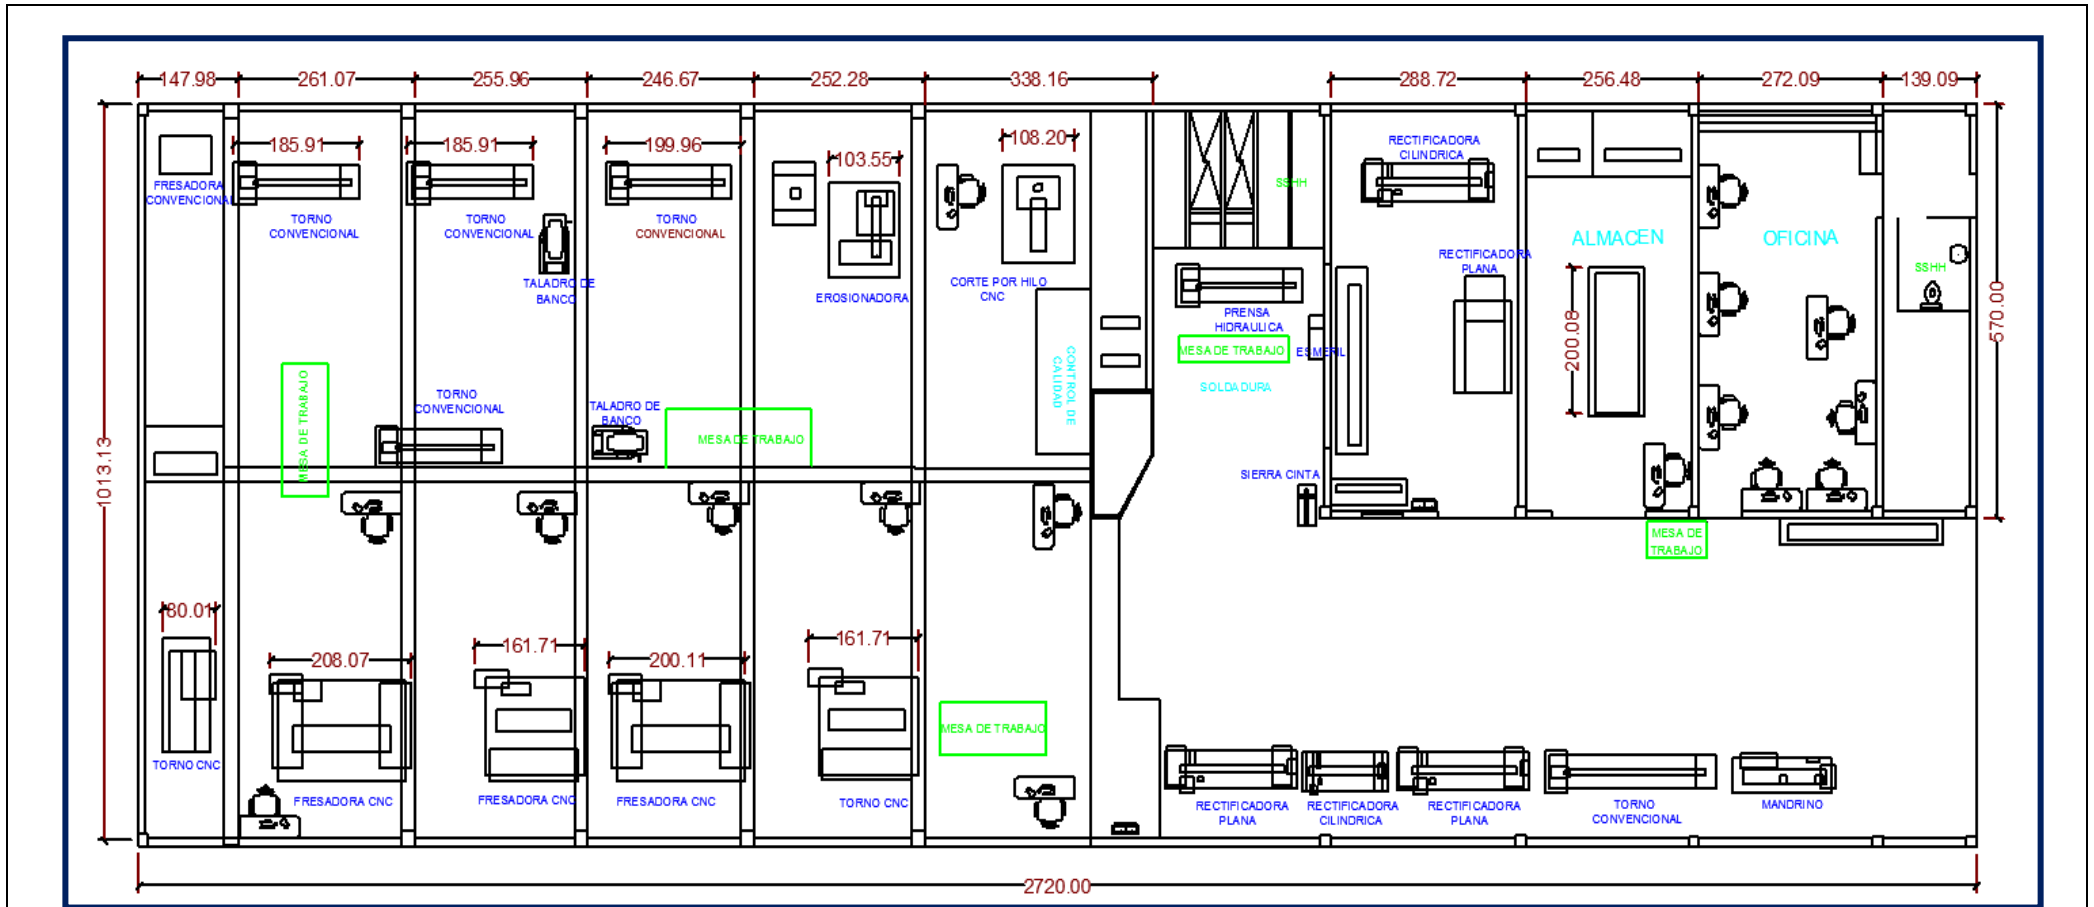 147.98
261.07
255.96
246.67
252.28
338.16
288.72
256.48
272.09
139.09
185.91
185.91
199.96
103.55
108.20
FRESADORA
CONVENCIONAL
TORNO
CONVENCIONAL
TORNO
CONVENCIONAL
TORNO
CONVENCIONAL
TALADRO DE
BANCO
EROSIONADORA
CORTE POR HILO
CNC
SSHH
RECTIFICADORA
CILINDRICA
RECTIFICADORA
PLANA
ALMACEN
OFICINA
SSHH
PRENSA
HIDRAULICA
MESA DE TRABAJO
ESMERIL
SOLDADURA
200.08
570.00
CONTROL DE
CALIDAD
MESA DE TRABAJO
TORNO
CONVENCIONAL
TALADRO DE
BANCO
MESA DE TRABAJO
SIERRA CINTA
1013.13
MESA DE
TRABAJO
80.01
208.07
161.71
200.11
161.71
MESA DE TRABAJO
TORNO CNC
FRESADORA CNC
FRESADORA CNC
FRESADORA CNC
TORNO CNC
RECTIFICADORA
PLANA
RECTIFICADORA
CILINDRICA
RECTIFICADORA
PLANA
TORNO
CONVENCIONAL
MANDRINO
2720.00